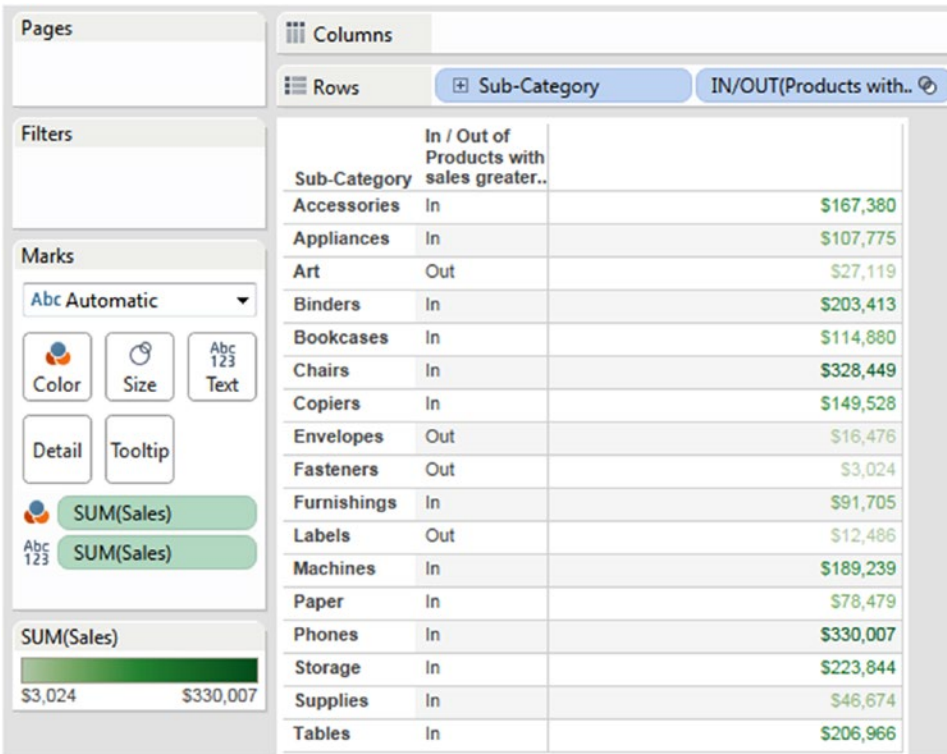 Pages
Columns
Rows
Sub-Category
IN/OUT(Products with..
Filters
Marks
Abc Automatic
Color
Size
Abc
123
Text
Detail
Tooltip
SUM(Sales)
Abc
123
SUM(Sales)
SUM(Sales)
$3,024 $330,007
In / Out of
Products with
Sub-Category sales greater..
Accessories In $167,380
Appliances In $107,775
Art Out $27,119
Binders In $203,413
Bookcases In $114,880
Chairs In $328,449
Copiers In $149,528
Envelopes Out $16,476
Fasteners Out $3,024
Furnishings In $91,705
Labels Out $12,486
Machines In $189,239
Paper In $78,479
Phones In $330,007
Storage In $223,844
Supplies In $46,674
Tables In $206,966